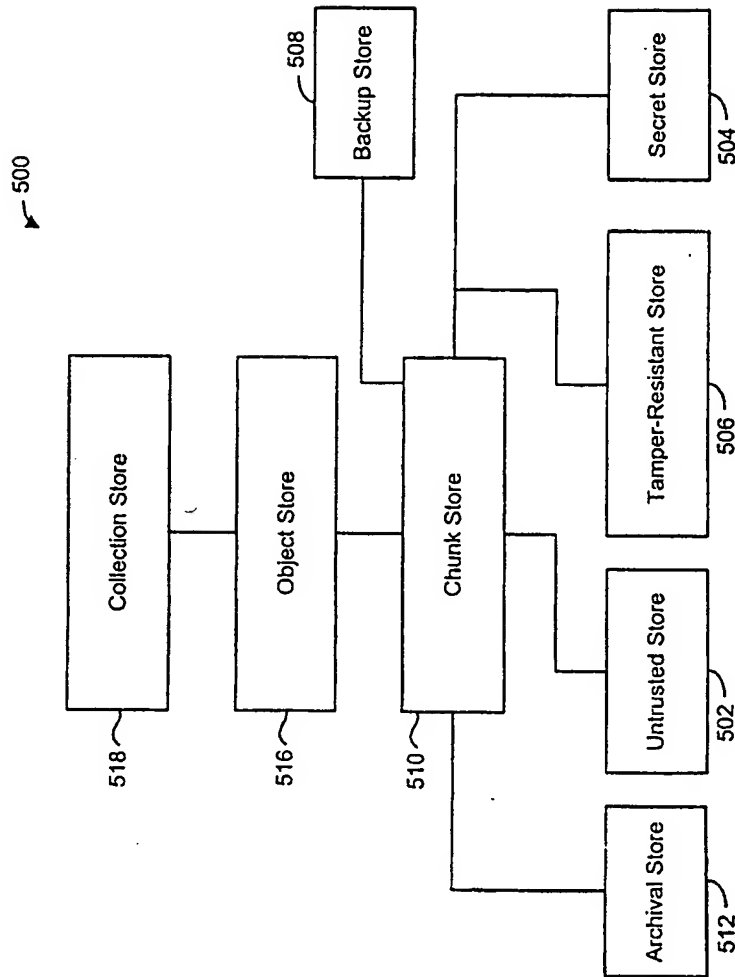 500
Collection Store
518
508
Backup Store
Object Store
516
Chunk Store
510
Archival Store
512
Untrusted Store
502
Tamper-Resistant Store
506
Secret Store
504